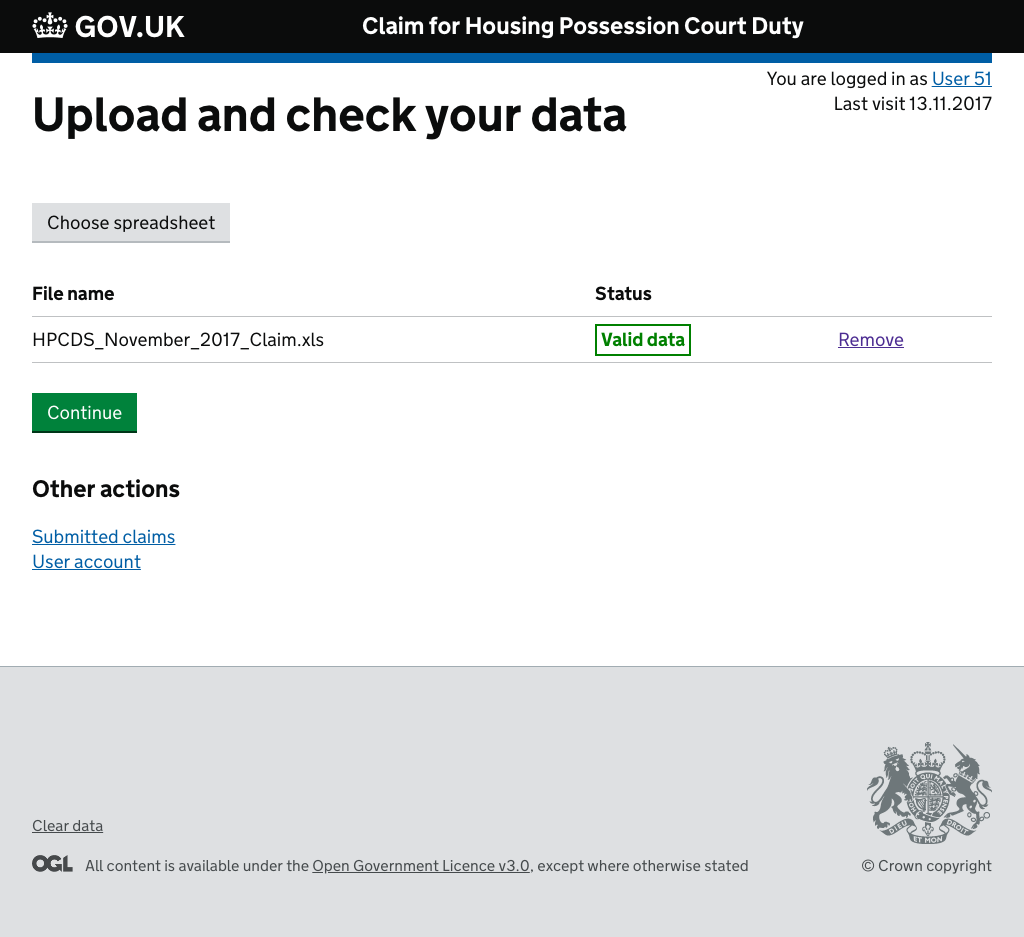 GOV.UK
Claim for Housing Possession Court Duty
You are logged in as User 51
Last visit 13.11.2017
Upload and check your data
Choose spreadsheet
File name Status
HPCDS_November_2017_Claim.xls Valid data Remove
Continue
Other actions
Submitted claims
User account
Clear data
DIEU ET MON DROIT
OGL All content is available under the Open Government Licence v3.0, except where otherwise stated
© Crown copyright